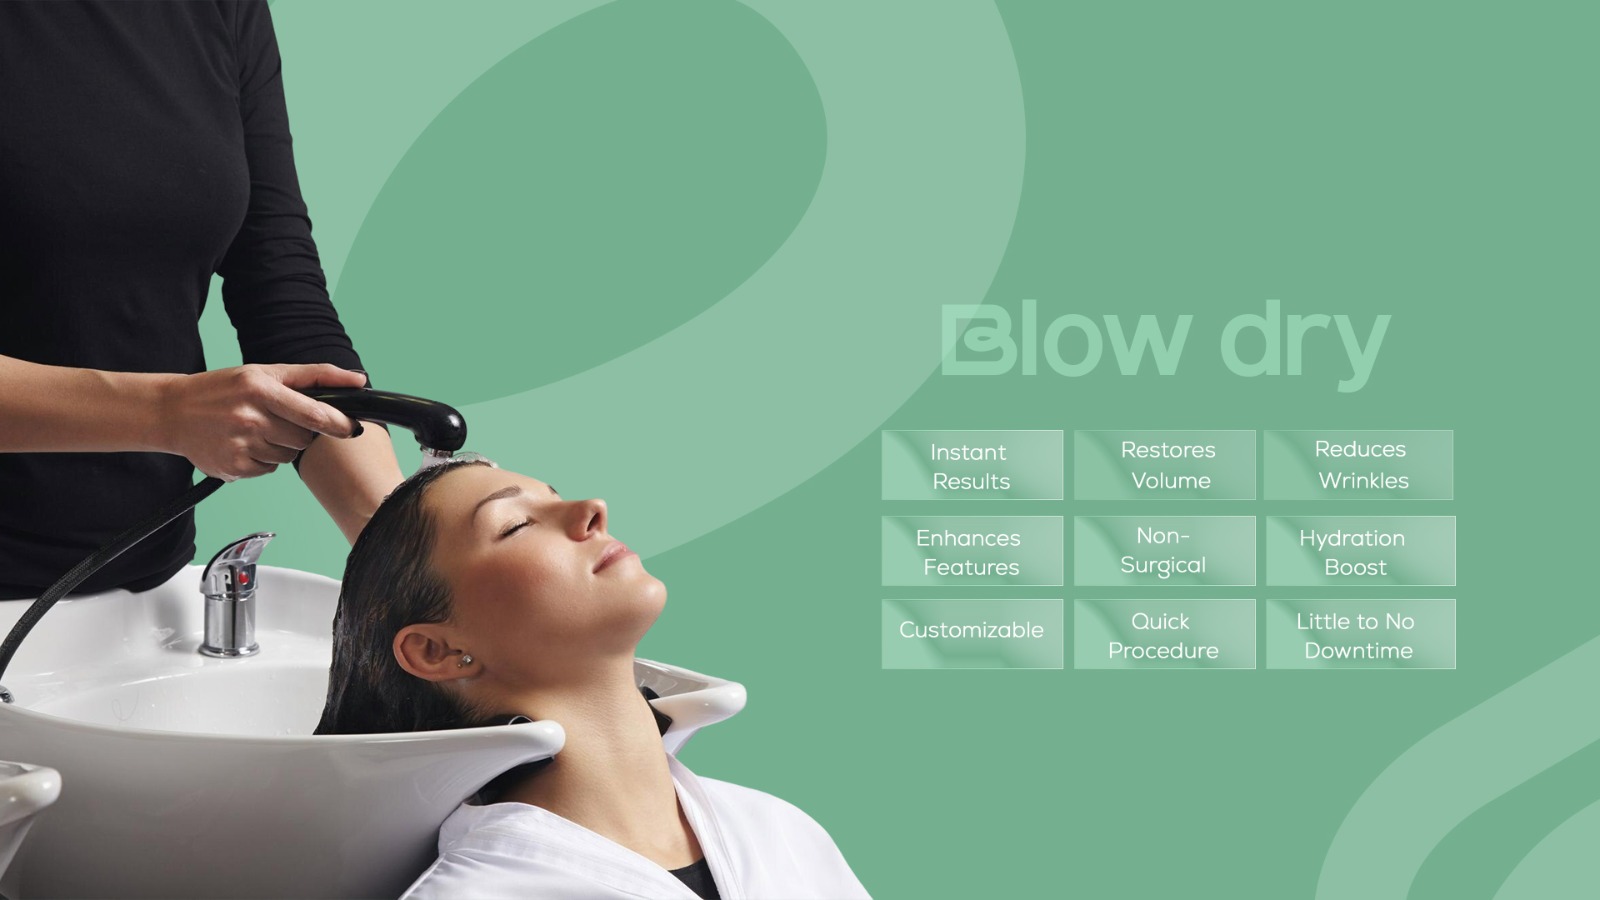 Blow dry
Instant
Results
Restores
Volume
Reduces
Wrinkles
Enhances
Features
Non-
Surgical
Hydration
Boost
Customizable
Quick
Procedure
Little to No
Downtime